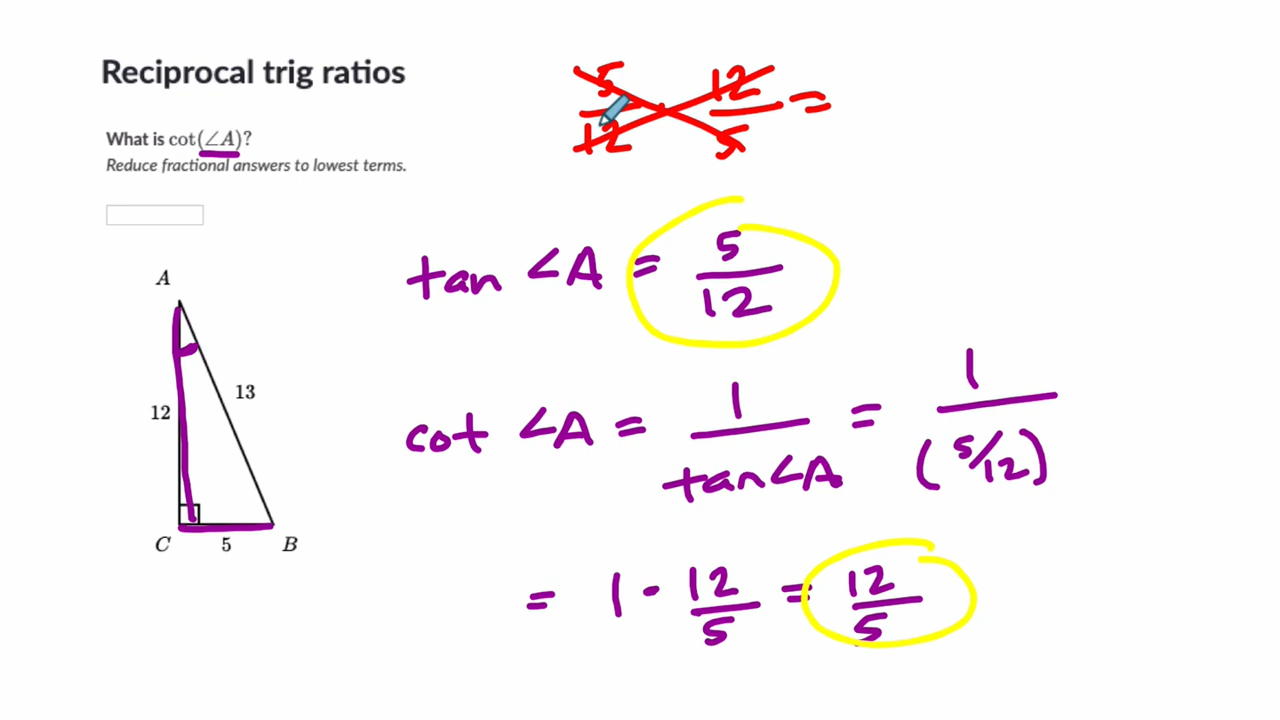 Reciprocal trig ratios
What is cot(∠A)?
Reduce fractional answers to lowest terms.
5/12 12/5 =
tan ∠A = 5/12
cot ∠A = 1/tan∠A = 1/(5/12)
= 1 · 12/5 = 12/5
A
12
13
C
5
B